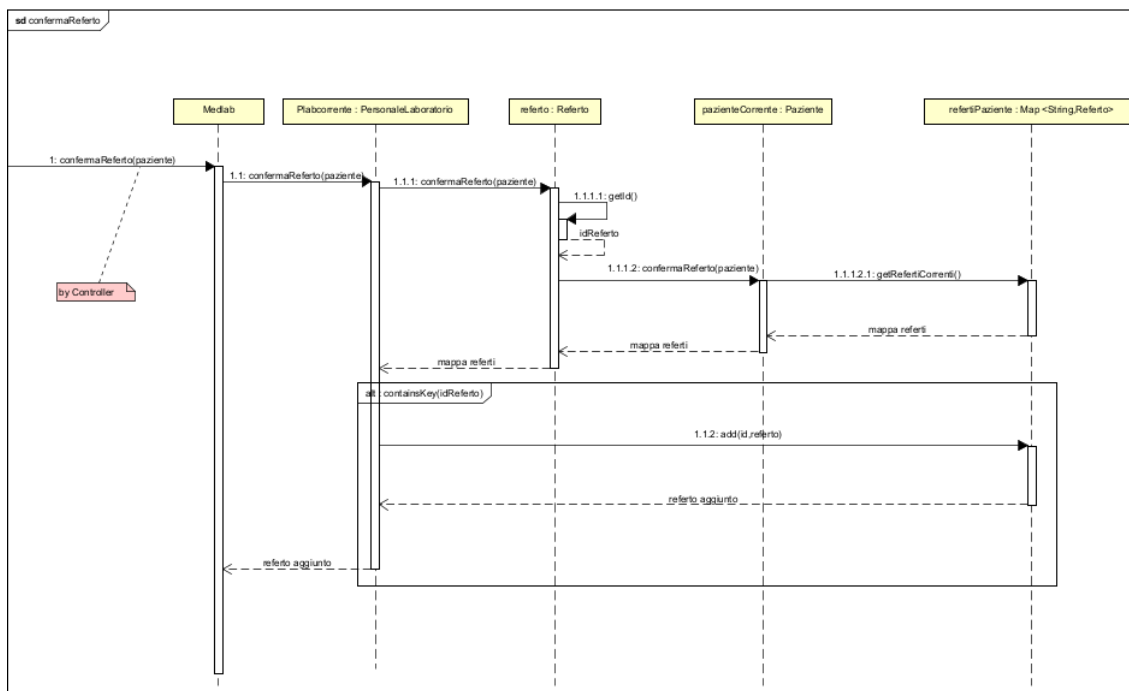 sd confermaReferto
Medlab
Plabcorrente : PersonaleLaboratorio
referto : Referto
pazienteCorrente : Paziente
refertiPaziente : Map <String,Referto>
1: confermaReferto(paziente)
1.1: confermaReferto(paziente)
1.1.1: confermaReferto(paziente)
1.1.1.1: getId()
idReferto
1.1.1.2: confermaReferto(paziente)
1.1.1.2.1: getRefertiCorrenti()
by Controller
mappa referti
mappa referti
mappa referti
alt : containsKey(idReferto)
1.1.2: add(id,referto)
referto aggiunto
referto aggiunto